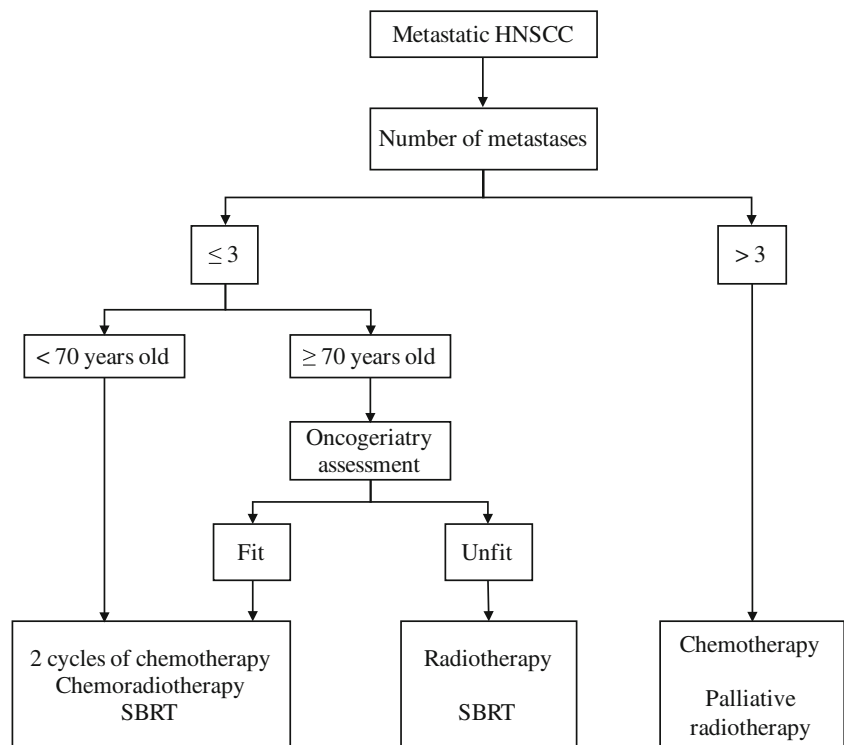 Metastatic HNSCC
Number of metastases
≤ 3
> 3
< 70 years old
≥ 70 years old
Oncogeriatry
assessment
Fit
Unfit
2 cycles of chemotherapy
Chemoradiotherapy
SBRT
Radiotherapy
SBRT
Chemotherapy
Palliative
radiotherapy